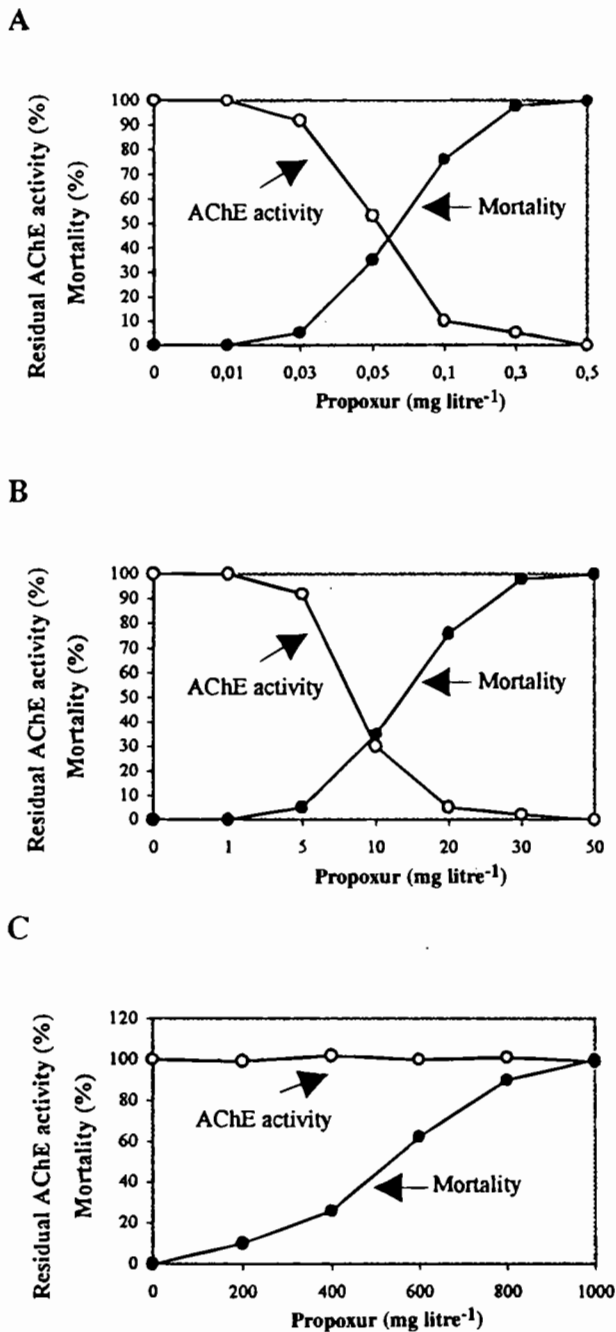 A
Residual AChE activity (%)
Mortality (%)
100
90
80
70
60
50
40
30
20
10
0
AChE activity
Mortality
0 0,01 0,03 0,05 0,1 0,3 0,5
Propoxur (mg litre-1)
B
Residual AChE activity (%)
Mortality (%)
100
90
80
70
60
50
40
30
20
10
0
AChE activity
Mortality
0 1 5 10 20 30 50
Propoxur (mg litre-1)
C
Residual AChE activity (%)
Mortality (%)
120
100
80
60
40
20
0
AChE activity
Mortality
0 200 400 600 800 1000
Propoxur (mg litre-1)